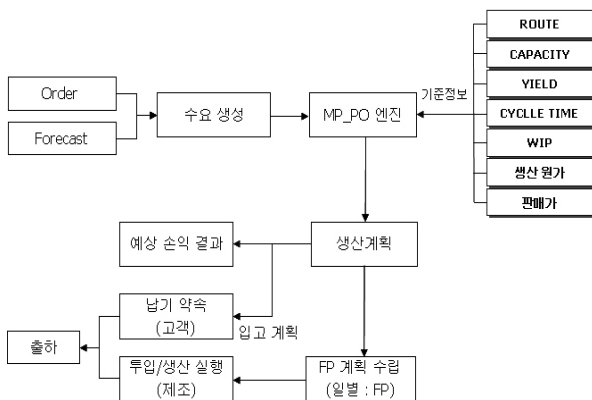 ROUTE
CAPACITY
YIELD
CYCLLE TIME
WIP
생산 원가
판매가
기준정보
Order
Forecast
수요 생성
MP_PO 엔진
예상 손익 결과
생산계획
납기 약속
(고객)
입고 계획
출하
투입/생산 실행
(제조)
FP 계획 수립
(일별 : FP)